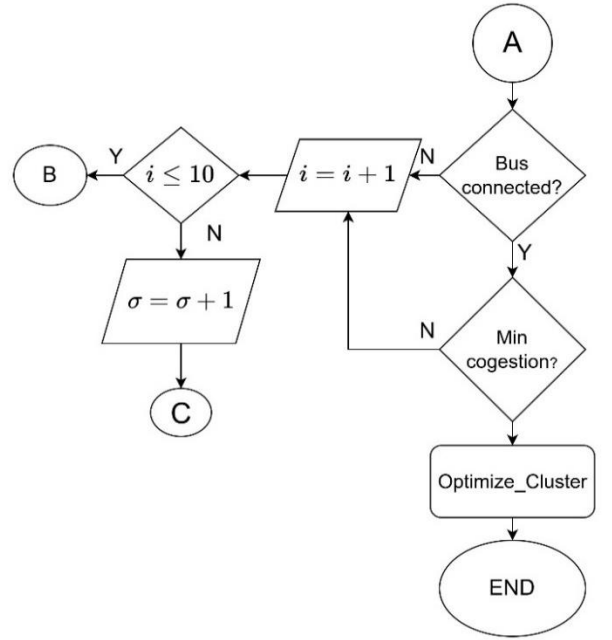 A
Bus
connected?
N
i = i + 1
Y
i ≤ 10
B
N
σ = σ + 1
C
Y
Min
cogestion?
N
Optimize_Cluster
END